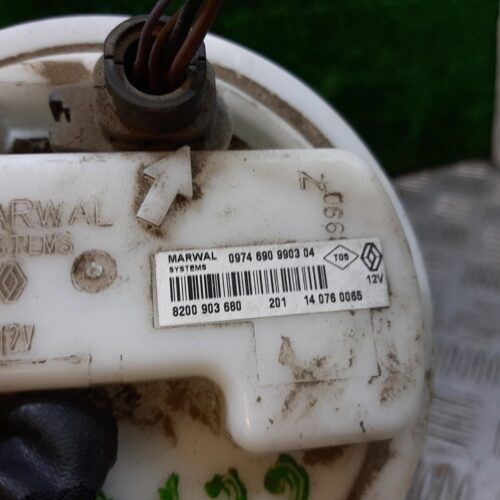 MARWAL
SYSTEMS
12V
MARWAL 0974 690 9903 04
SYSTEMS
T05
12V
8200 903 680 201 14 076 0065